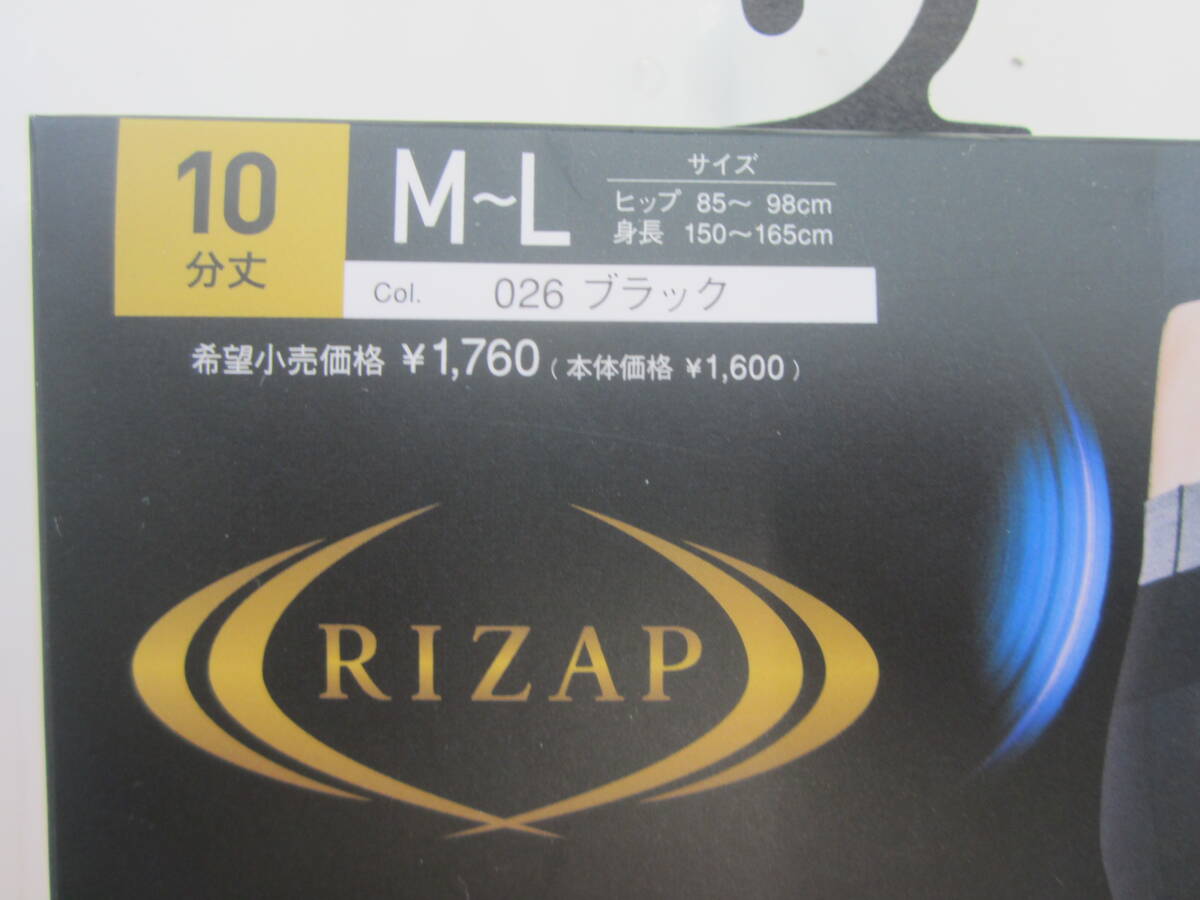 10
分丈
M~L
サイズ
ヒップ 85〜 98cm
身長 150〜165cm
Col. 026 ブラック
希望小売価格 ¥1,760(本体価格 ¥1,600)
RIZAP